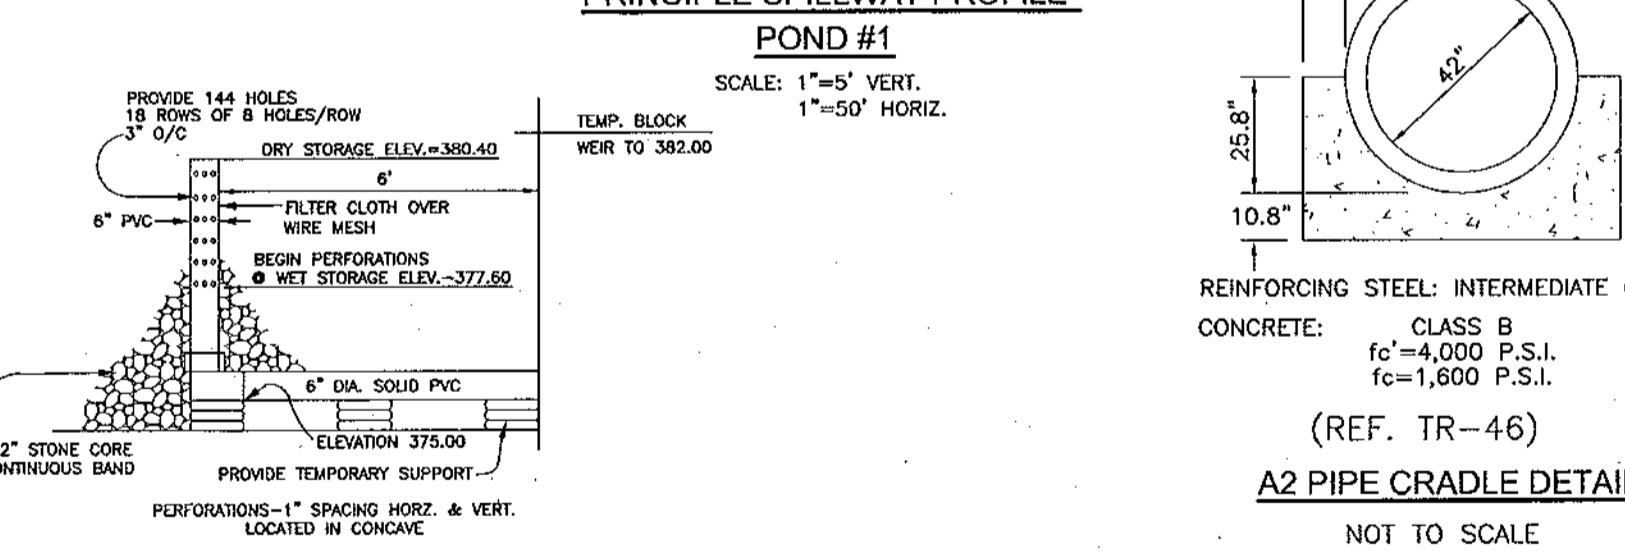 PRINCIPLE SPILLWAY PROFILE
POND #1
SCALE: 1"=5' VERT.
1"=50' HORIZ.
PROVIDE 144 HOLES
18 ROWS OF 8 HOLES/ROW
3" O/C
DRY STORAGE ELEV.=380.40
TEMP. BLOCK
WEIR TO 382.00
6'
6" PVC
FILTER CLOTH OVER
WIRE MESH
BEGIN PERFORATIONS
@ WET STORAGE ELEV.-377.60
6" DIA. SOLID PVC
ELEVATION 375.00
2" STONE CORE
ONTINUOUS BAND
PROVIDE TEMPORARY SUPPORT
PERFORATIONS-1" SPACING HORZ. & VERT.
LOCATED IN CONCAVE
42"
25.8"
10.8"
REINFORCING STEEL: INTERMEDIATE
CONCRETE: CLASS B
fc'=4,000 P.S.I.
fc=1,600 P.S.I.
(REF. TR-46)
A2 PIPE CRADLE DETAI
NOT TO SCALE